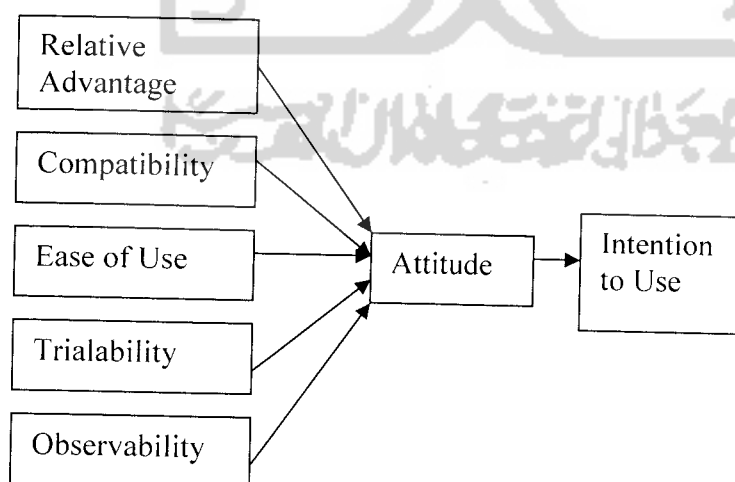 Relative
Advantage
Compatibility
Ease of Use
Trialability
Observability
Attitude
Intention
to Use